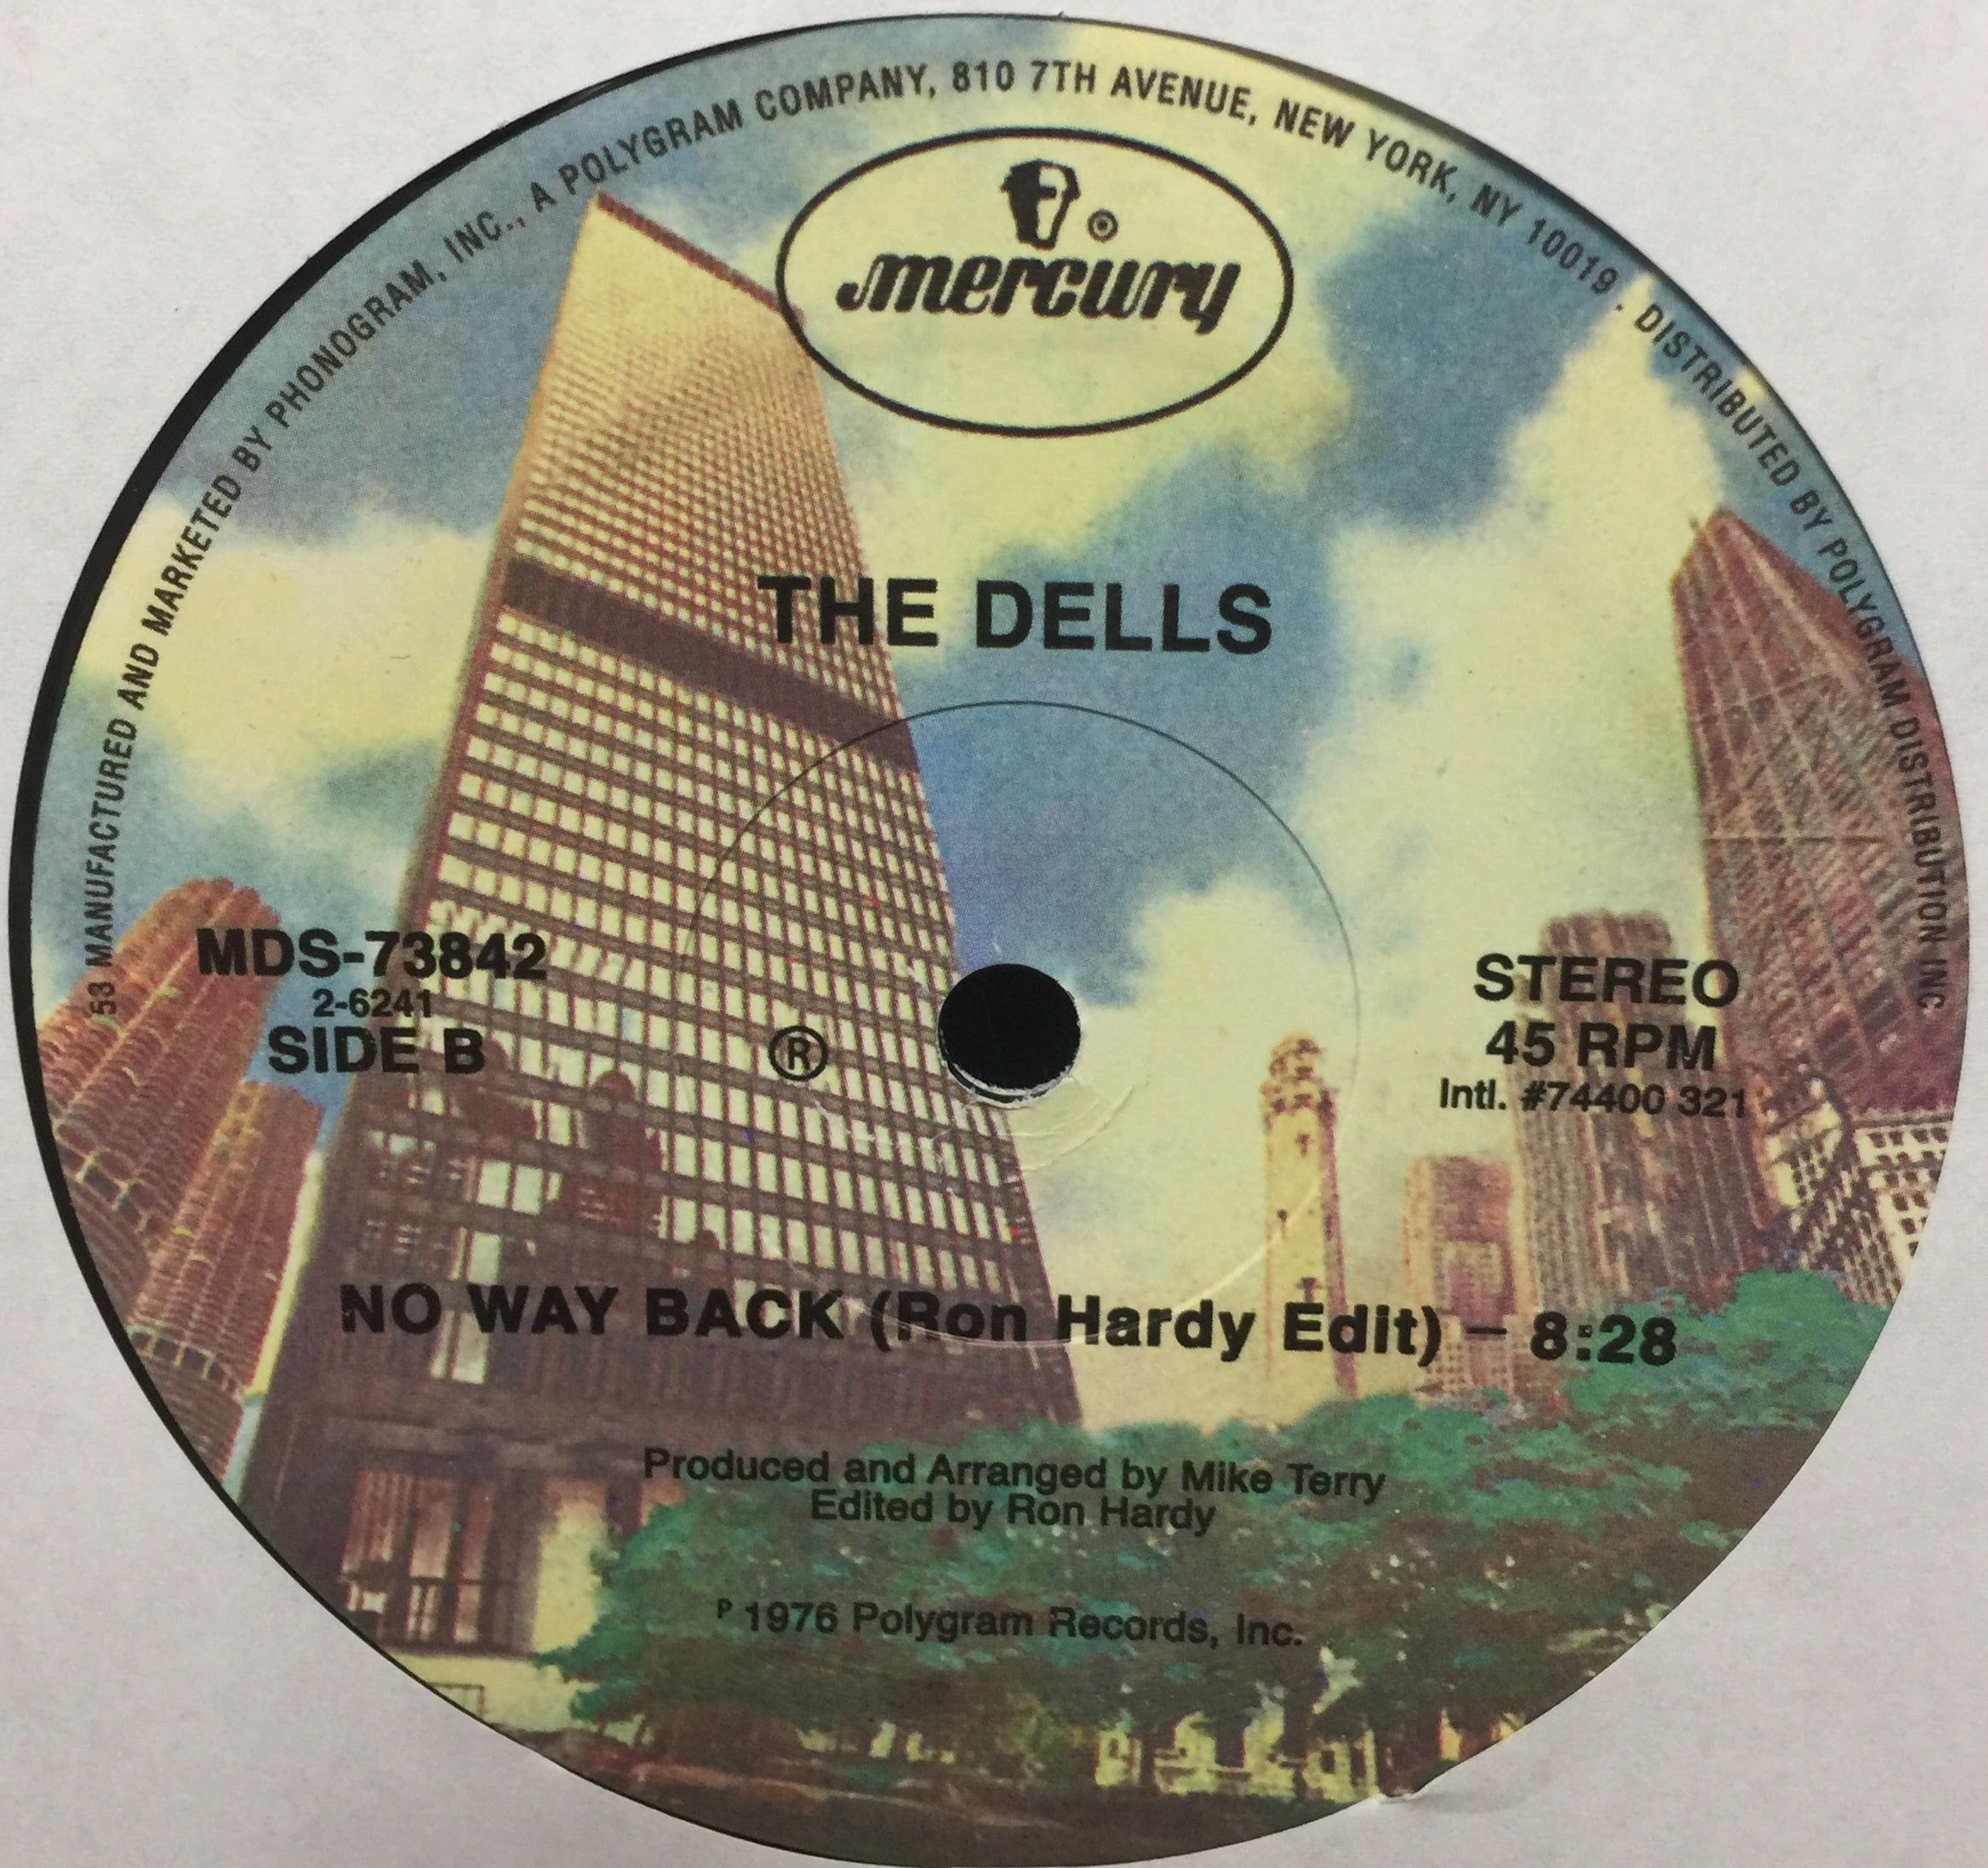 53 MANUFACTURED AND MARKETED BY PHONOGRAM, INC., A POLYGRAM COMPANY, 810 7TH AVENUE, NEW YORK, NY 10019. DISTRIBUTED BY POLYGRAM DISTRIBUTION INC
®
mercury
THE DELLS
MDS-73842
2-6241
SIDE B
®
STEREO
45 RPM
Intl. #74400 321
NO WAY BACK (Ron Hardy Edit) – 8:28
Produced and Arranged by Mike Terry
Edited by Ron Hardy
P 1976 Polygram Records, Inc.